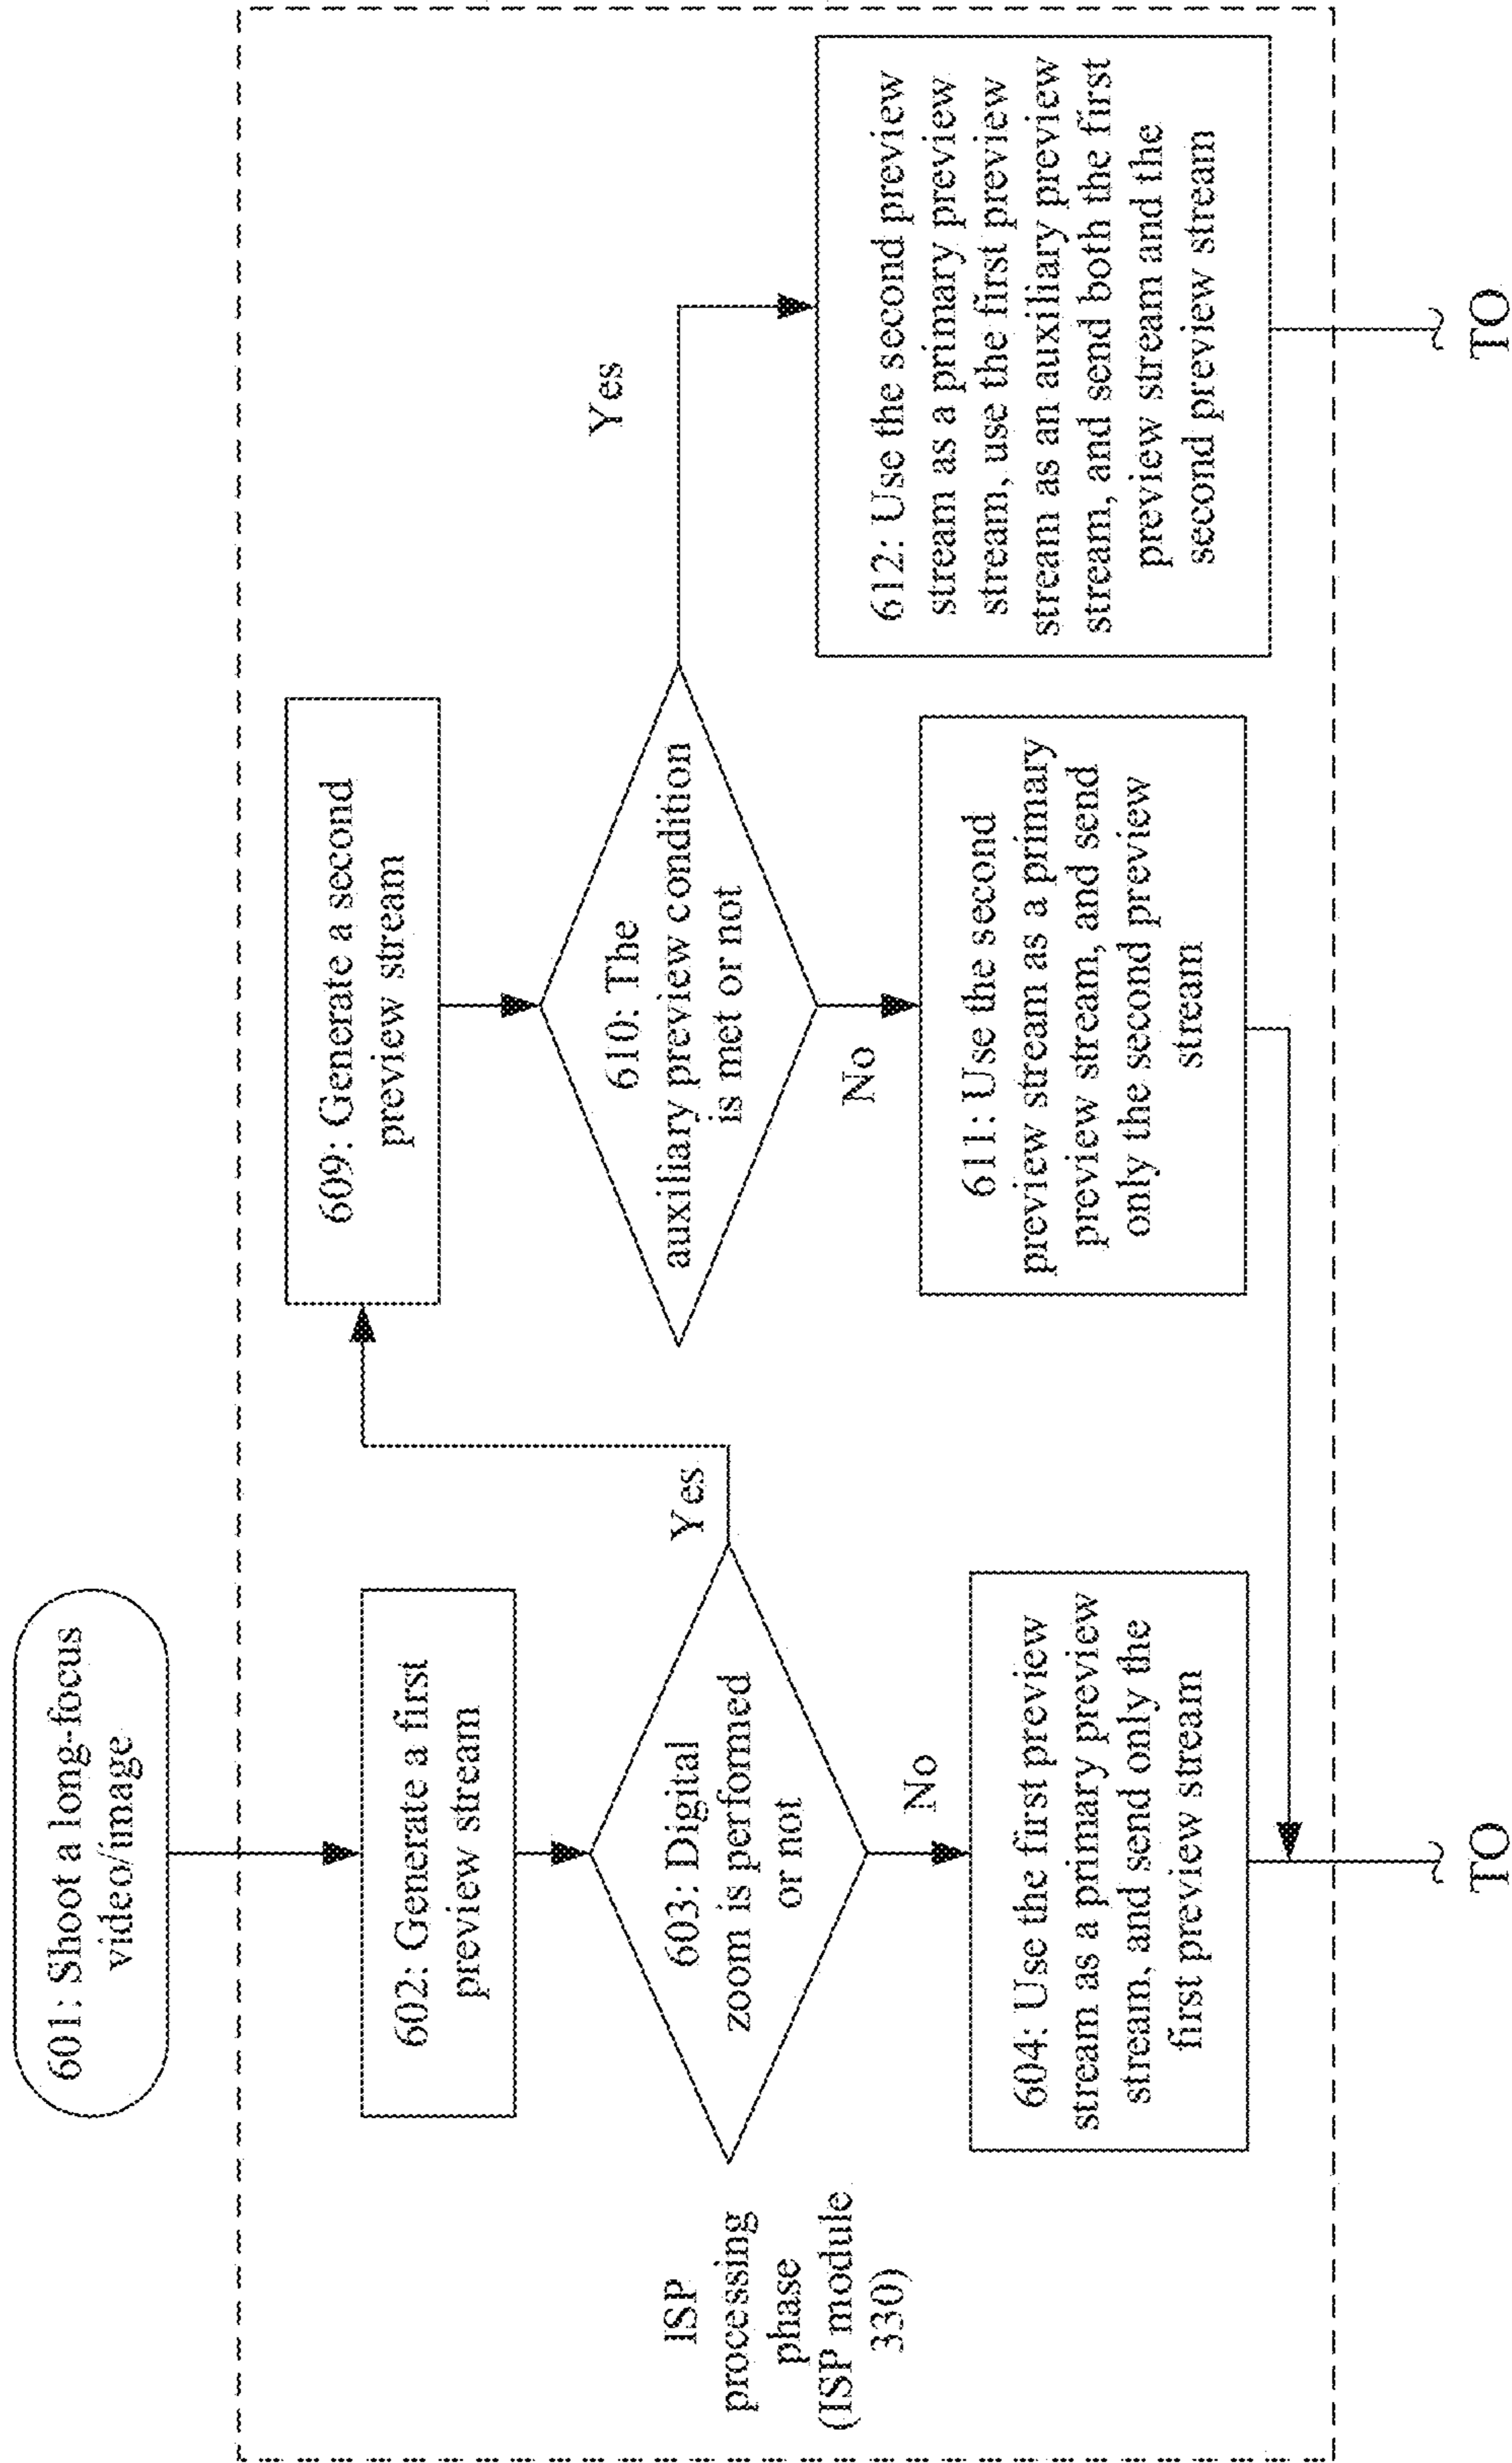 601: Shoot a long-focus
video/image
602: Generate a first
preview stream
603: Digital
zoom is performed
or not
Yes
No
604: Use the first preview
stream as a primary preview
stream, and send only the
first preview stream
ISP
processing
phase
(ISP module
330)
609: Generate a second
preview stream
610: The
auxiliary preview condition
is met or not
Yes
No
611: Use the second
preview stream as a primary
preview stream, and send
only the second preview
stream
612: Use the second preview
stream as a primary preview
stream, use the first preview
stream as an auxiliary preview
stream, and send both the first
preview stream and the
second preview stream
TO
TO